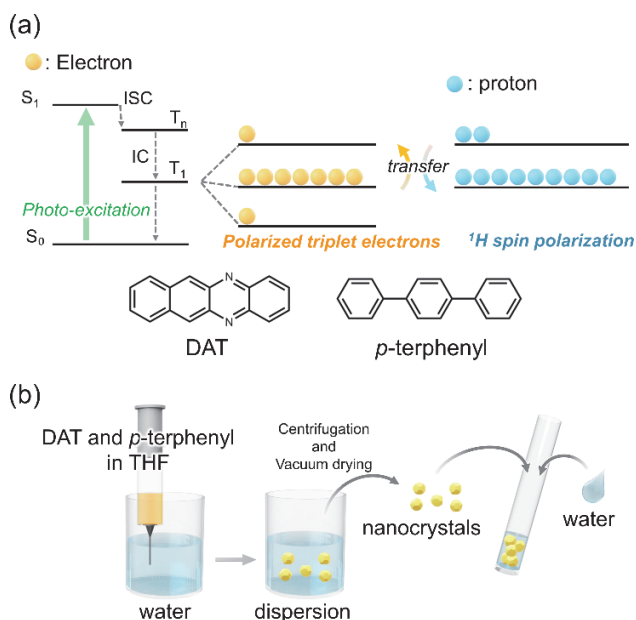 (a)
: Electron
: proton
S1
ISC
Tn
IC
T1
transfer
Photo-excitation
S0
Polarized triplet electrons
1H spin polarization
N
N
DAT
p-terphenyl
(b)
DAT and p-terphenyl
in THF
Centrifugation
and
Vacuum drying
nanocrystals
water
water
dispersion